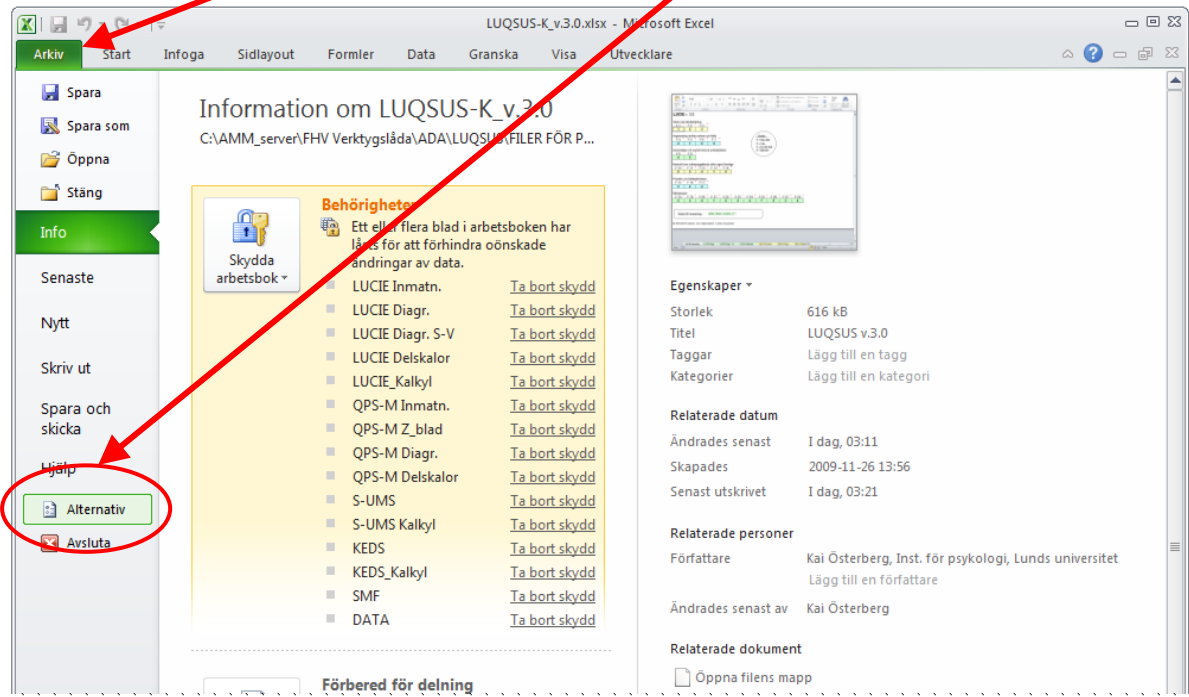 LUQSUS-K_v.3.0.xlsx - Microsoft Excel
Arkiv Start Infoga Sidlayout Formler Data Granska Visa Utvecklare
Spara
Spara som
Öppna
Stäng
Info
Senaste
Nytt
Skriv ut
Spara och
skicka
Hjälp
Alternativ
Avsluta
Information om LUQSUS-K_v.3.0
C:\AMM_server\FHV Verktygslåda\ADA\LUQSUS\FILER FÖR P...
Skydda
arbetsbok
Behörigheter
Ett eller flera blad i arbetsboken har
låsts för att förhindra oönskade
ändringar av data.
LUCIE Inmatn. Ta bort skydd
LUCIE Diagr. Ta bort skydd
LUCIE Diagr. S-V Ta bort skydd
LUCIE Delskalor Ta bort skydd
LUCIE_Kalkyl Ta bort skydd
QPS-M Inmatn. Ta bort skydd
QPS-M Z_blad Ta bort skydd
QPS-M Diagr. Ta bort skydd
QPS-M Delskalor Ta bort skydd
S-UMS Ta bort skydd
S-UMS Kalkyl Ta bort skydd
KEDS Ta bort skydd
KEDS_Kalkyl Ta bort skydd
SMF Ta bort skydd
DATA Ta bort skydd
Förbered för delning
Egenskaper
Storlek 616 kB
Titel LUQSUS v.3.0
Taggar Lägg till en tagg
Kategorier Lägg till en kategori
Relaterade datum
Ändrades senast I dag, 03:11
Skapades 2009-11-26 13:56
Senast utskrivet I dag, 03:21
Relaterade personer
Författare Kai Österberg, Inst. för psykologi, Lunds universitet
Lägg till en författare
Ändrades senast av Kai Österberg
Relaterade dokument
Öppna filens mapp